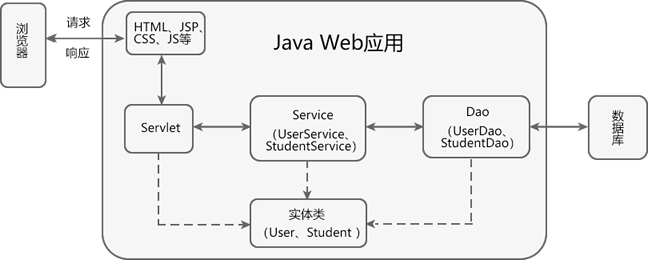 浏览器
请求
响应
HTML、JSP、
CSS、JS等
Java Web应用
Servlet
Service
（UserService、
StudentService）
Dao
（UserDao、
StudentDao）
数据库
实体类
（User、Student ）